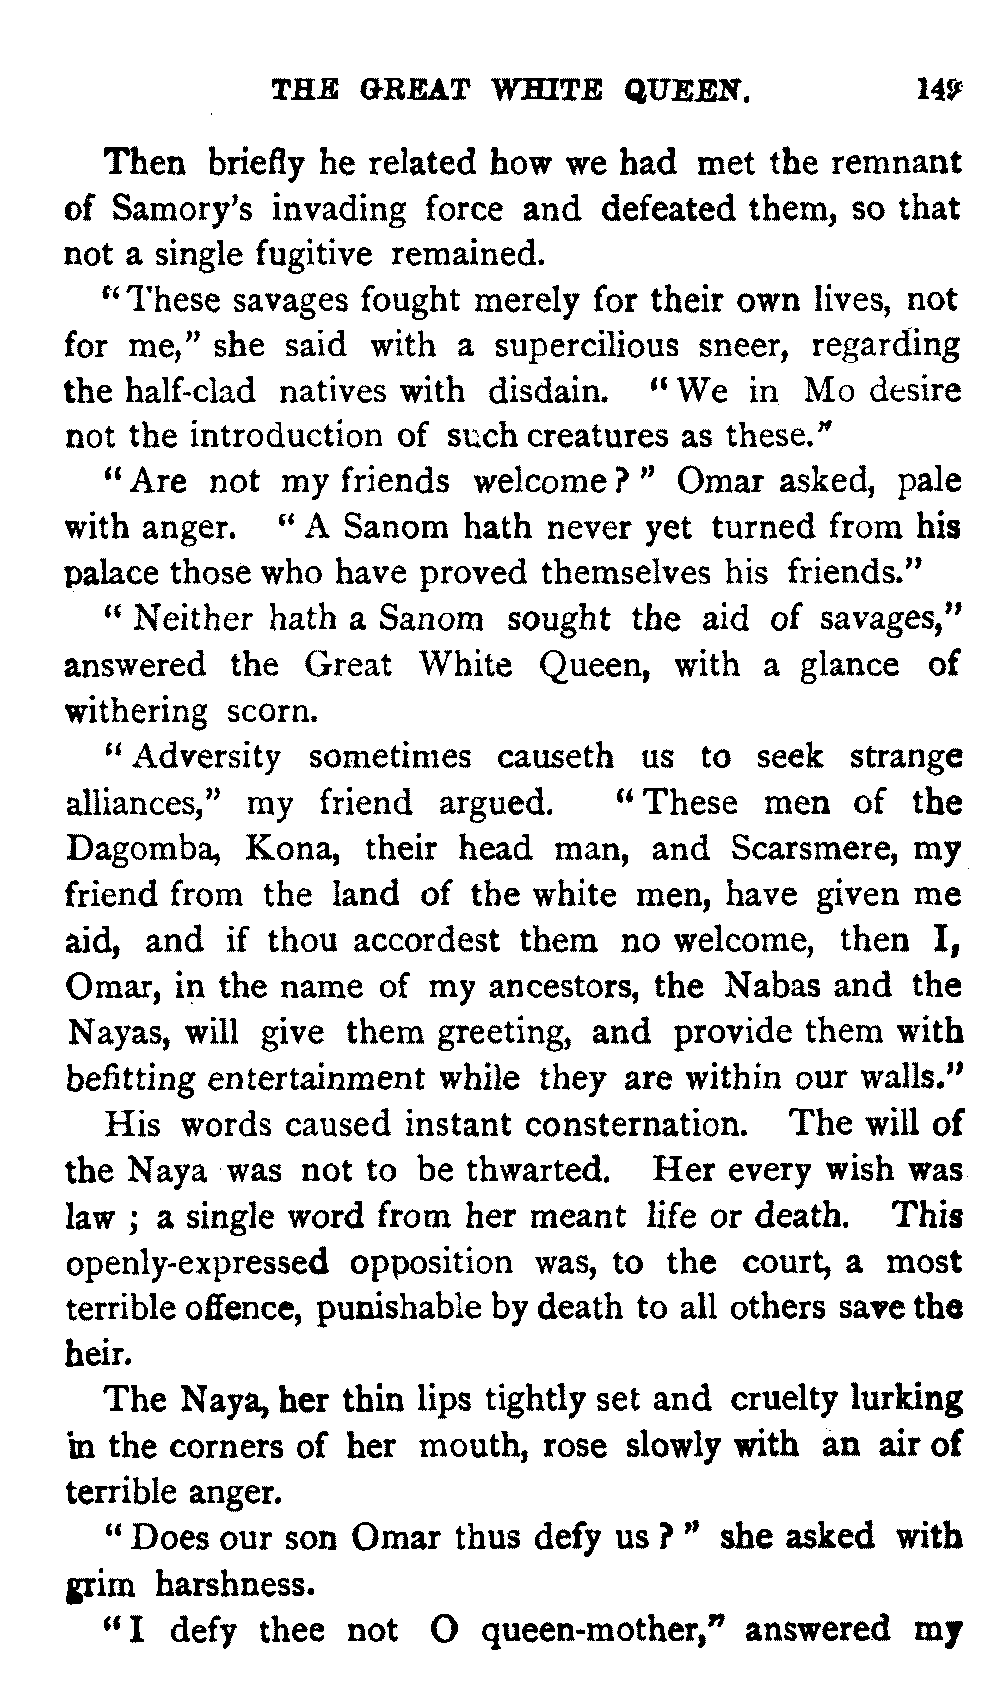 THE GREAT WHITE QUEEN. 149
Then briefly he related how we had met the remnant
of Samory's invading force and defeated them, so that
not a single fugitive remained.
"These savages fought merely for their own lives, not
for me," she said with a supercilious sneer, regarding
the half-clad natives with disdain. "We in Mo desire
not the introduction of such creatures as these."
"Are not my friends welcome?" Omar asked, pale
with anger. "A Sanom hath never yet turned from his
palace those who have proved themselves his friends."
"Neither hath a Sanom sought the aid of savages,"
answered the Great White Queen, with a glance of
withering scorn.
"Adversity sometimes causeth us to seek strange
alliances," my friend argued. "These men of the
Dagomba, Kona, their head man, and Scarsmere, my
friend from the land of the white men, have given me
aid, and if thou accordest them no welcome, then I,
Omar, in the name of my ancestors, the Nabas and the
Nayas, will give them greeting, and provide them with
befitting entertainment while they are within our walls."
His words caused instant consternation. The will of
the Naya was not to be thwarted. Her every wish was
law ; a single word from her meant life or death. This
openly-expressed opposition was, to the court, a most
terrible offence, punishable by death to all others save the
heir.
The Naya, her thin lips tightly set and cruelty lurking
in the corners of her mouth, rose slowly with an air of
terrible anger.
"Does our son Omar thus defy us?" she asked with
grim harshness.
"I defy thee not O queen-mother," answered my